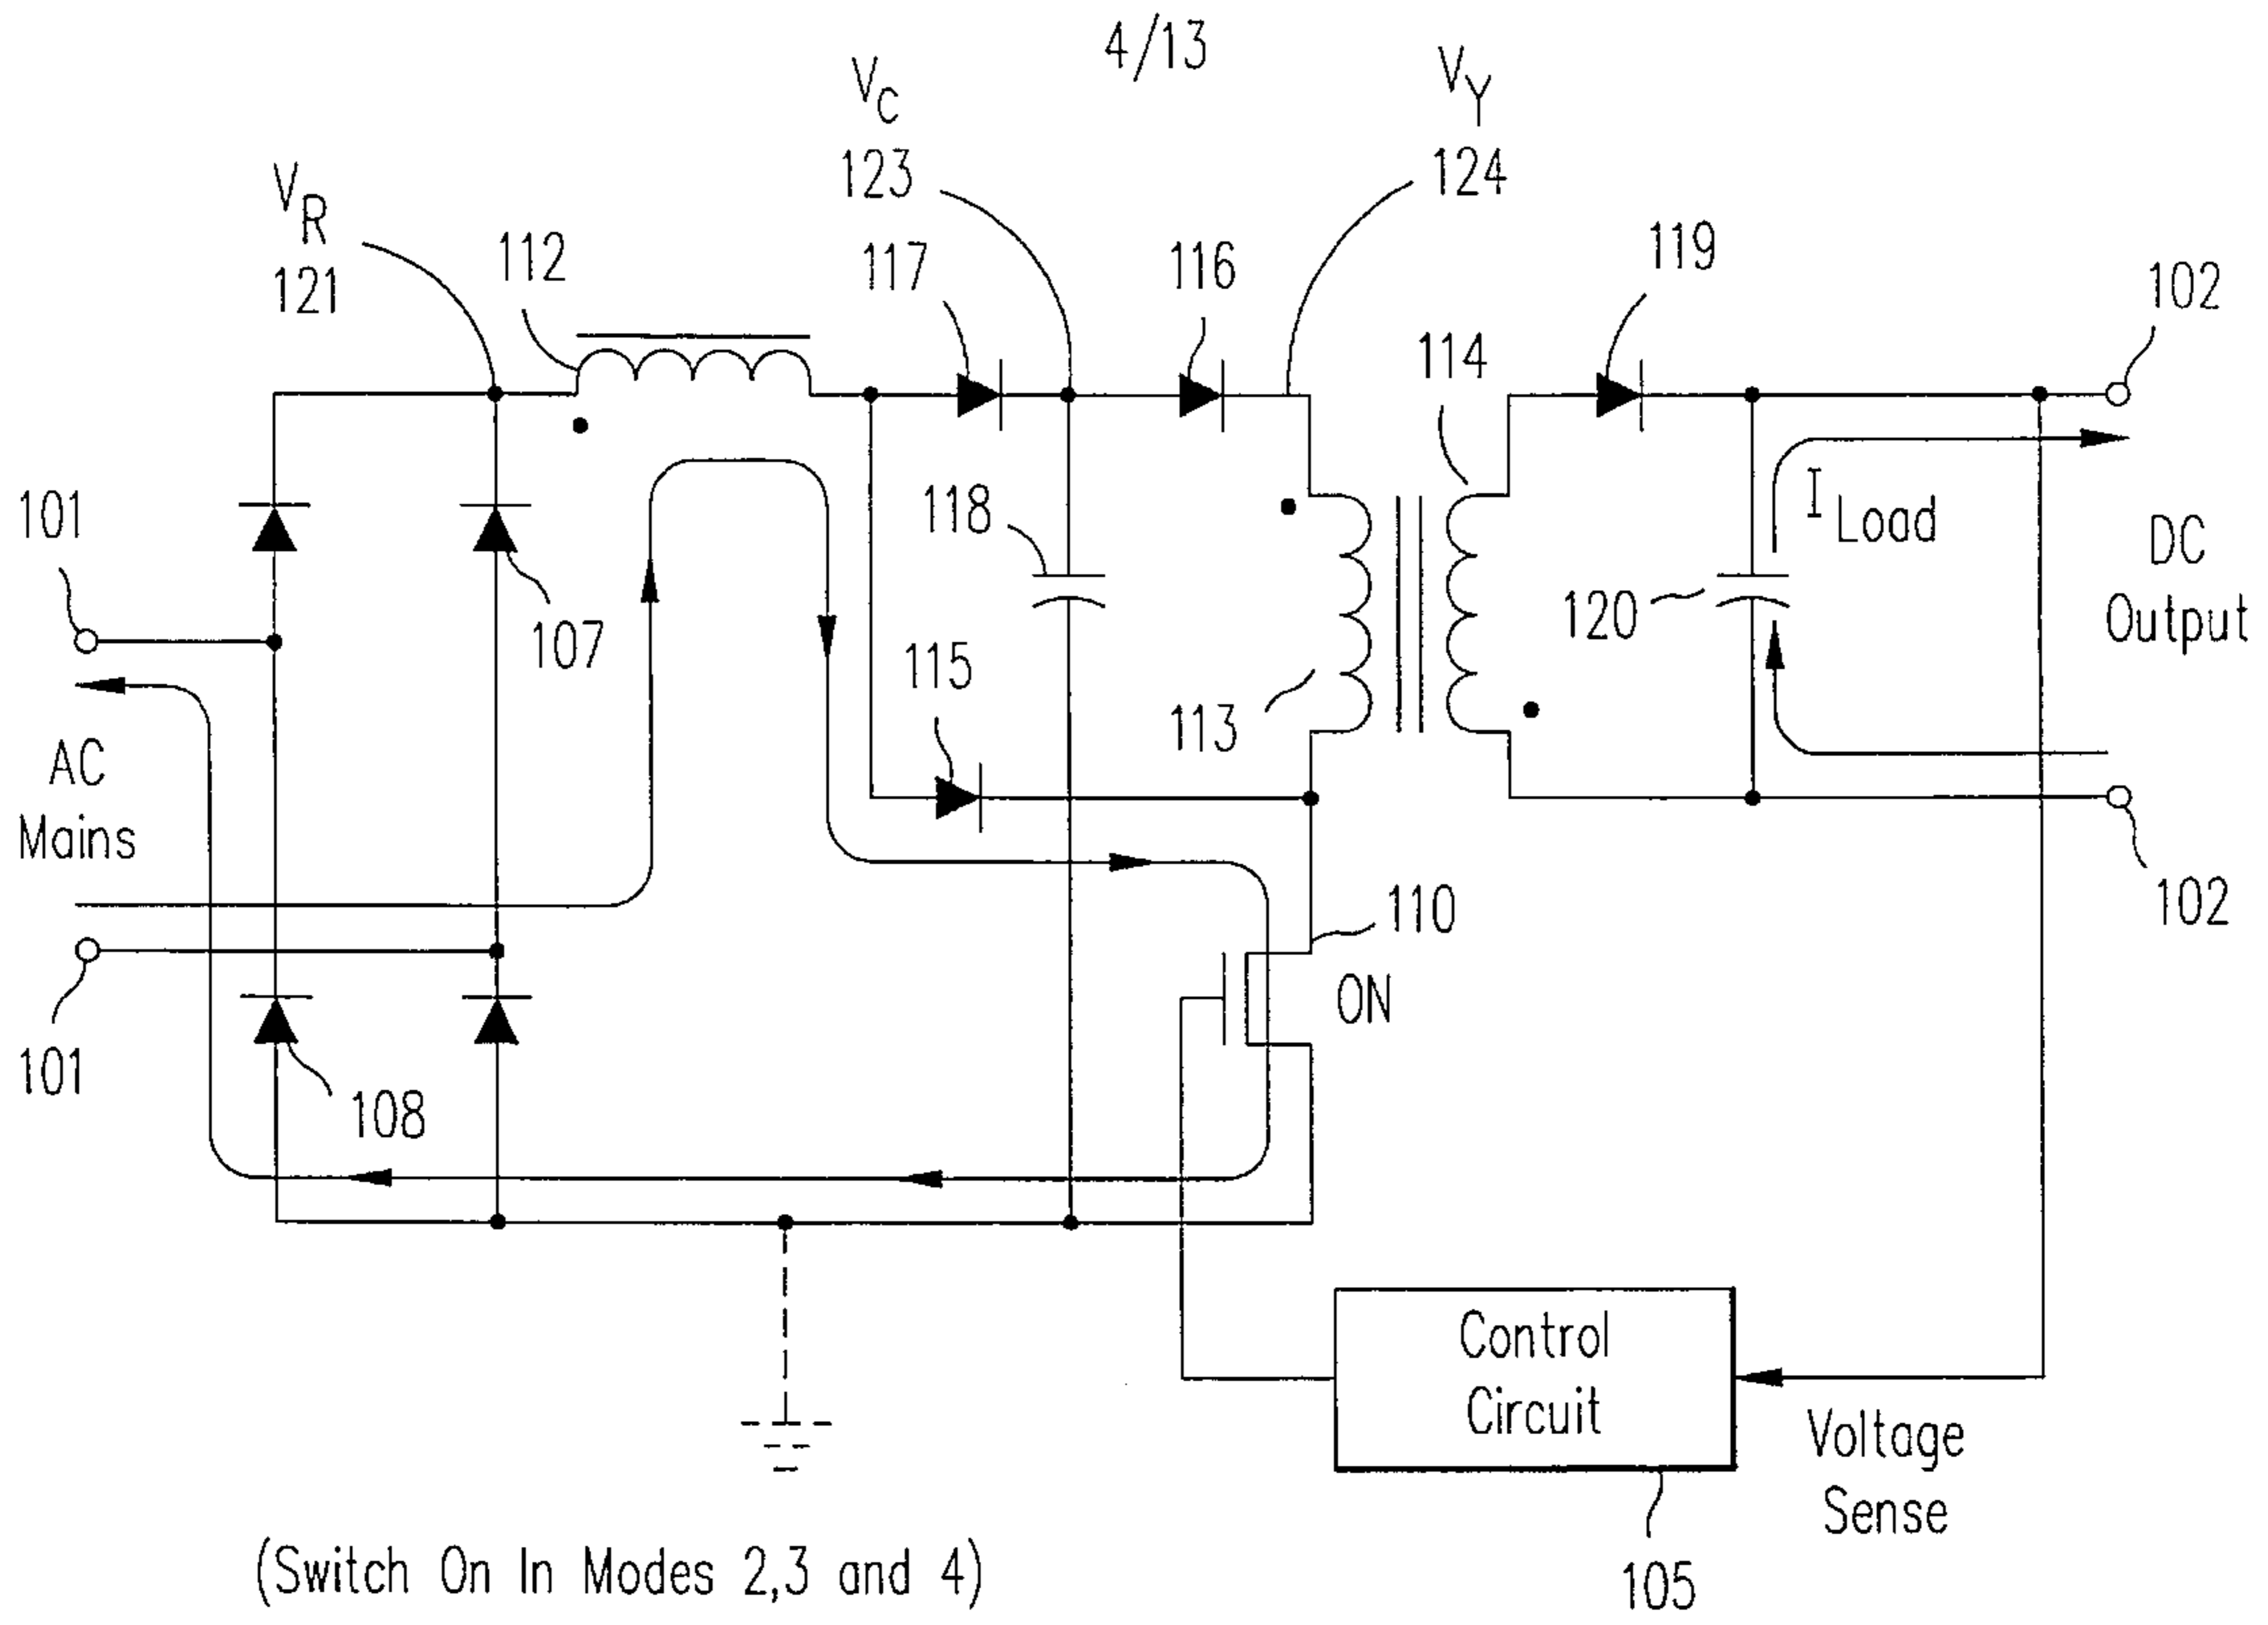 4/13
V_C
123
V_Y
124
V_R
121
112
117
116
119
102
114
101
118
I_Load
DC
Output
107
120
115
113
AC
Mains
110
102
ON
101
108
Control
Circuit
Voltage
Sense
(Switch On In Modes 2,3 and 4)
105